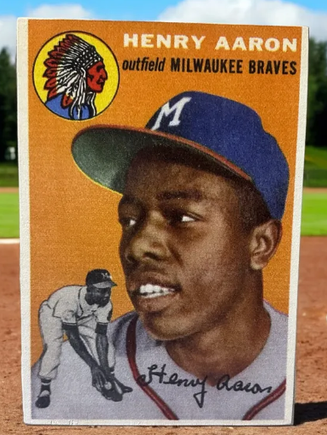 HENRY AARON
outfield MILWAUKEE BRAVES
M
Henry Aaron